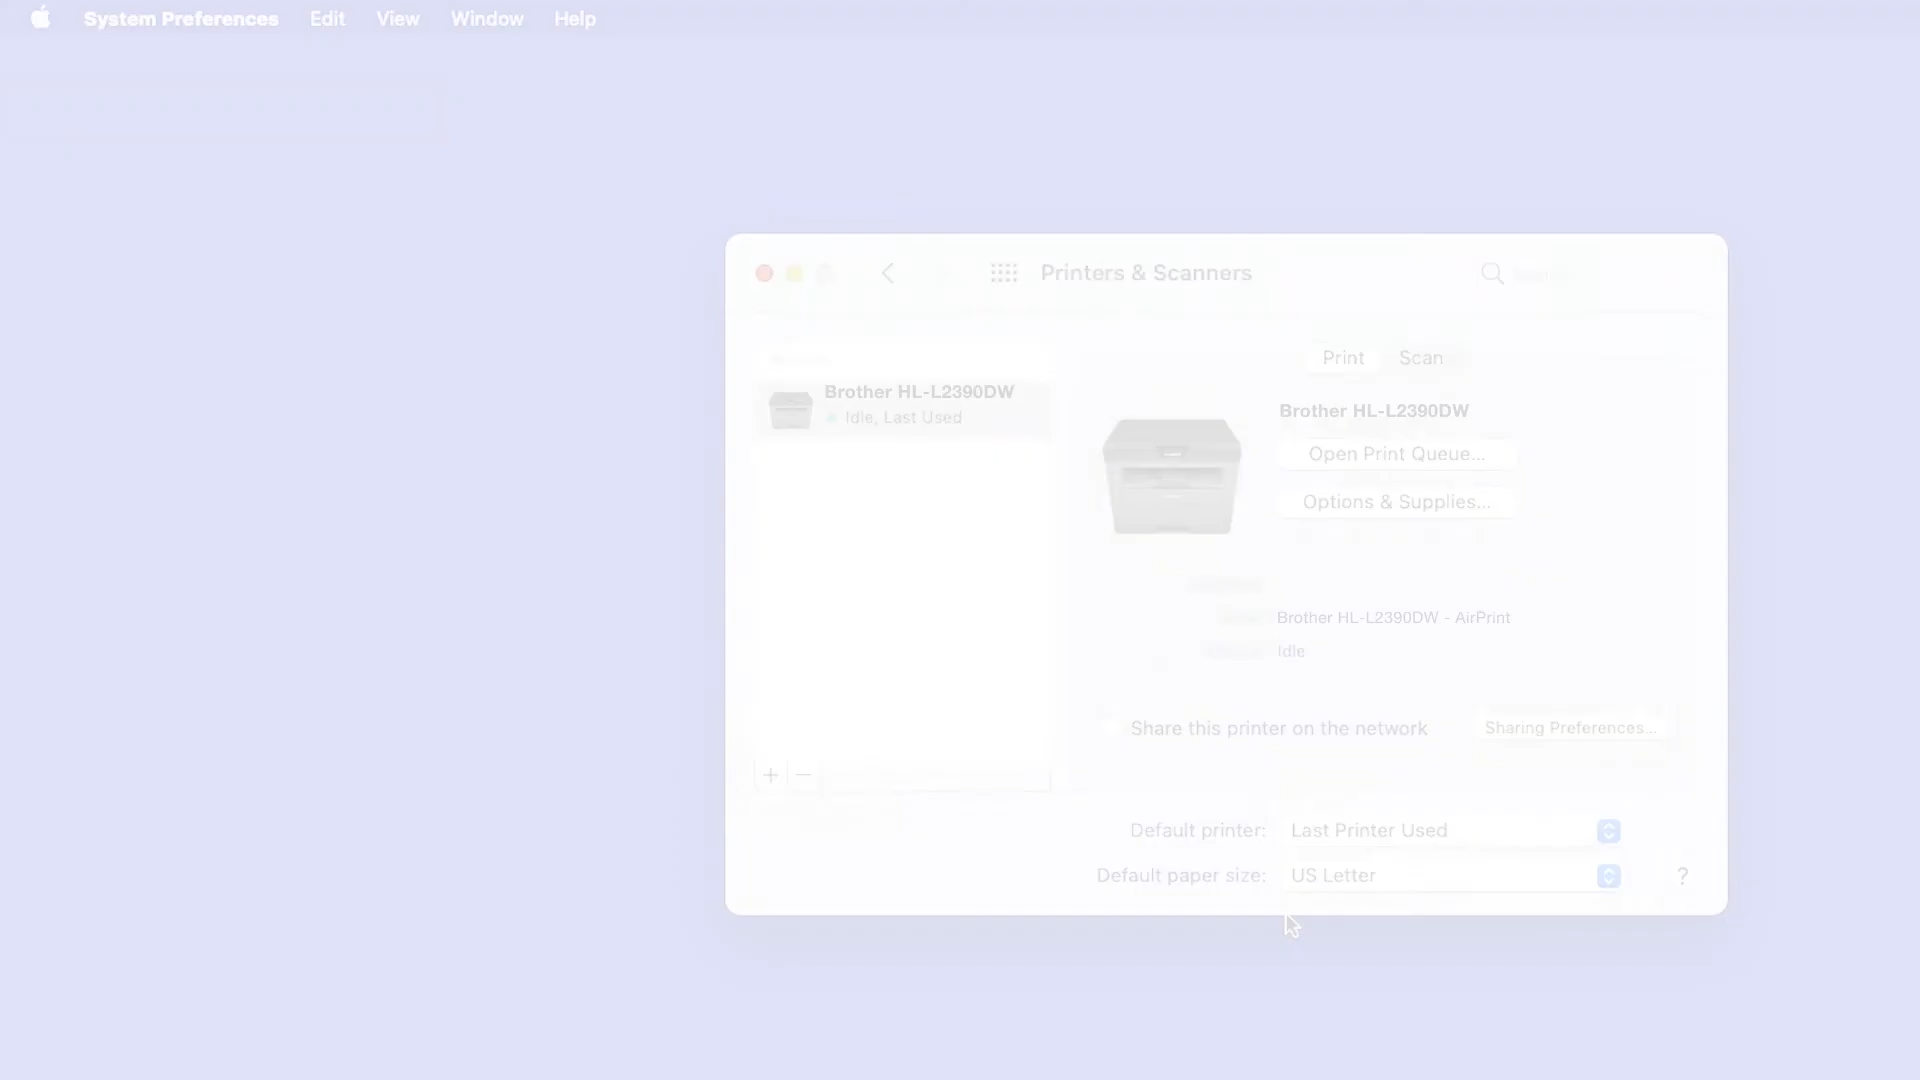 System Preferences Edit View Window Help
Printers & Scanners
Print Scan
Brother HL-L2390DW
Idle, Last Used
Brother HL-L2390DW
Open Print Queue...
Options & Supplies...
Brother HL-L2390DW - AirPrint
Idle
Share this printer on the network
Sharing Preferences...
+ −
Default printer: Last Printer Used
Default paper size: US Letter
?